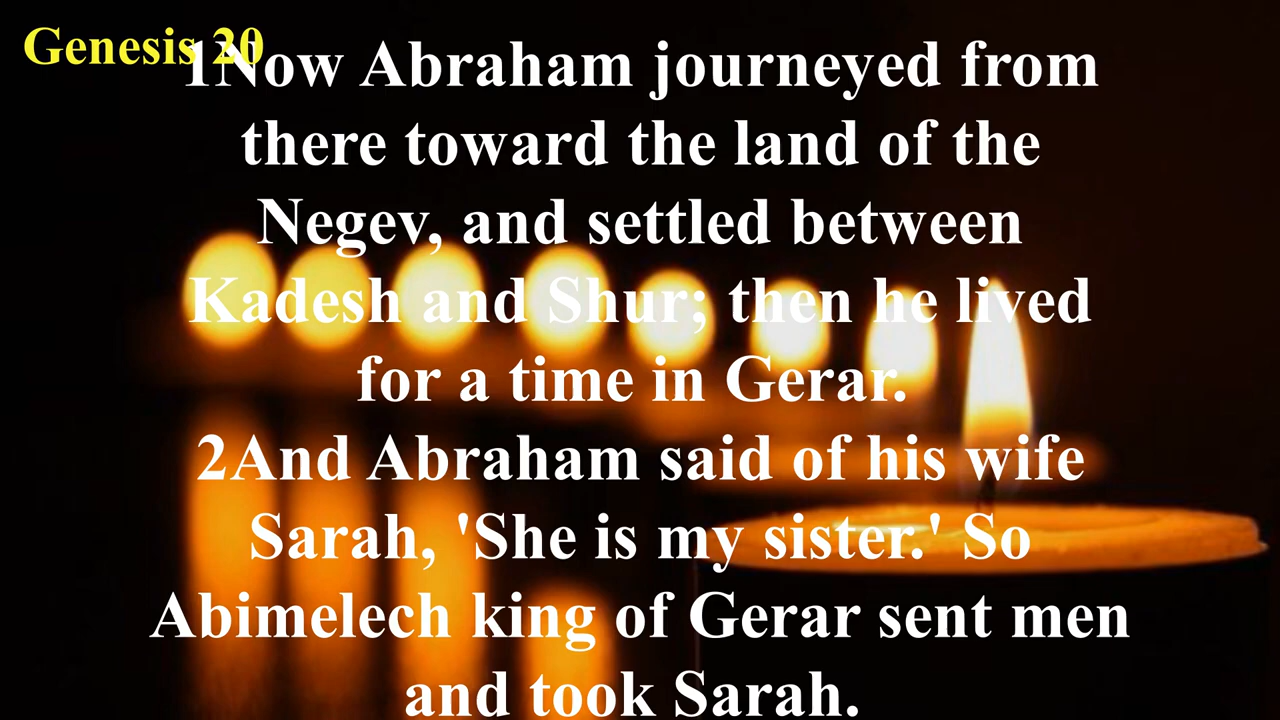 Genesis 20
1Now Abraham journeyed from
there toward the land of the
Negev, and settled between
Kadesh and Shur; then he lived
for a time in Gerar.
2And Abraham said of his wife
Sarah, 'She is my sister.' So
Abimelech king of Gerar sent men
and took Sarah.